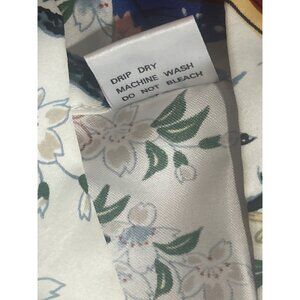 DRIP DRY
MACHINE WASH
DO NOT BLEACH